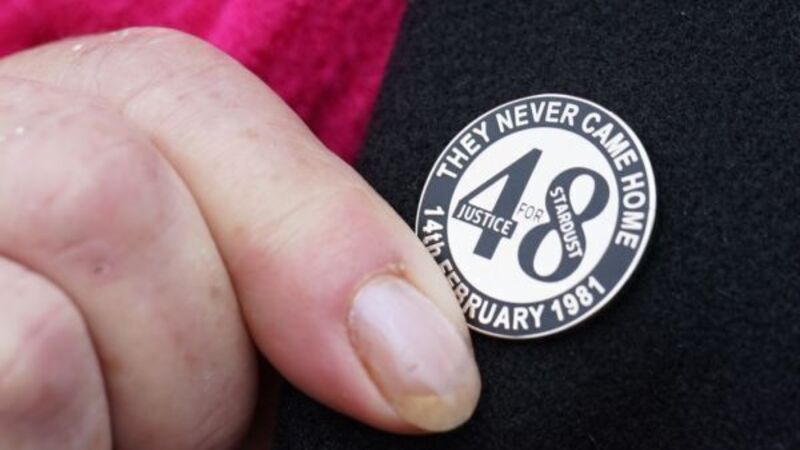 THEY NEVER CAME HOME
48
JUSTICE
FOR
STARDUST
14th FEBRUARY 1981